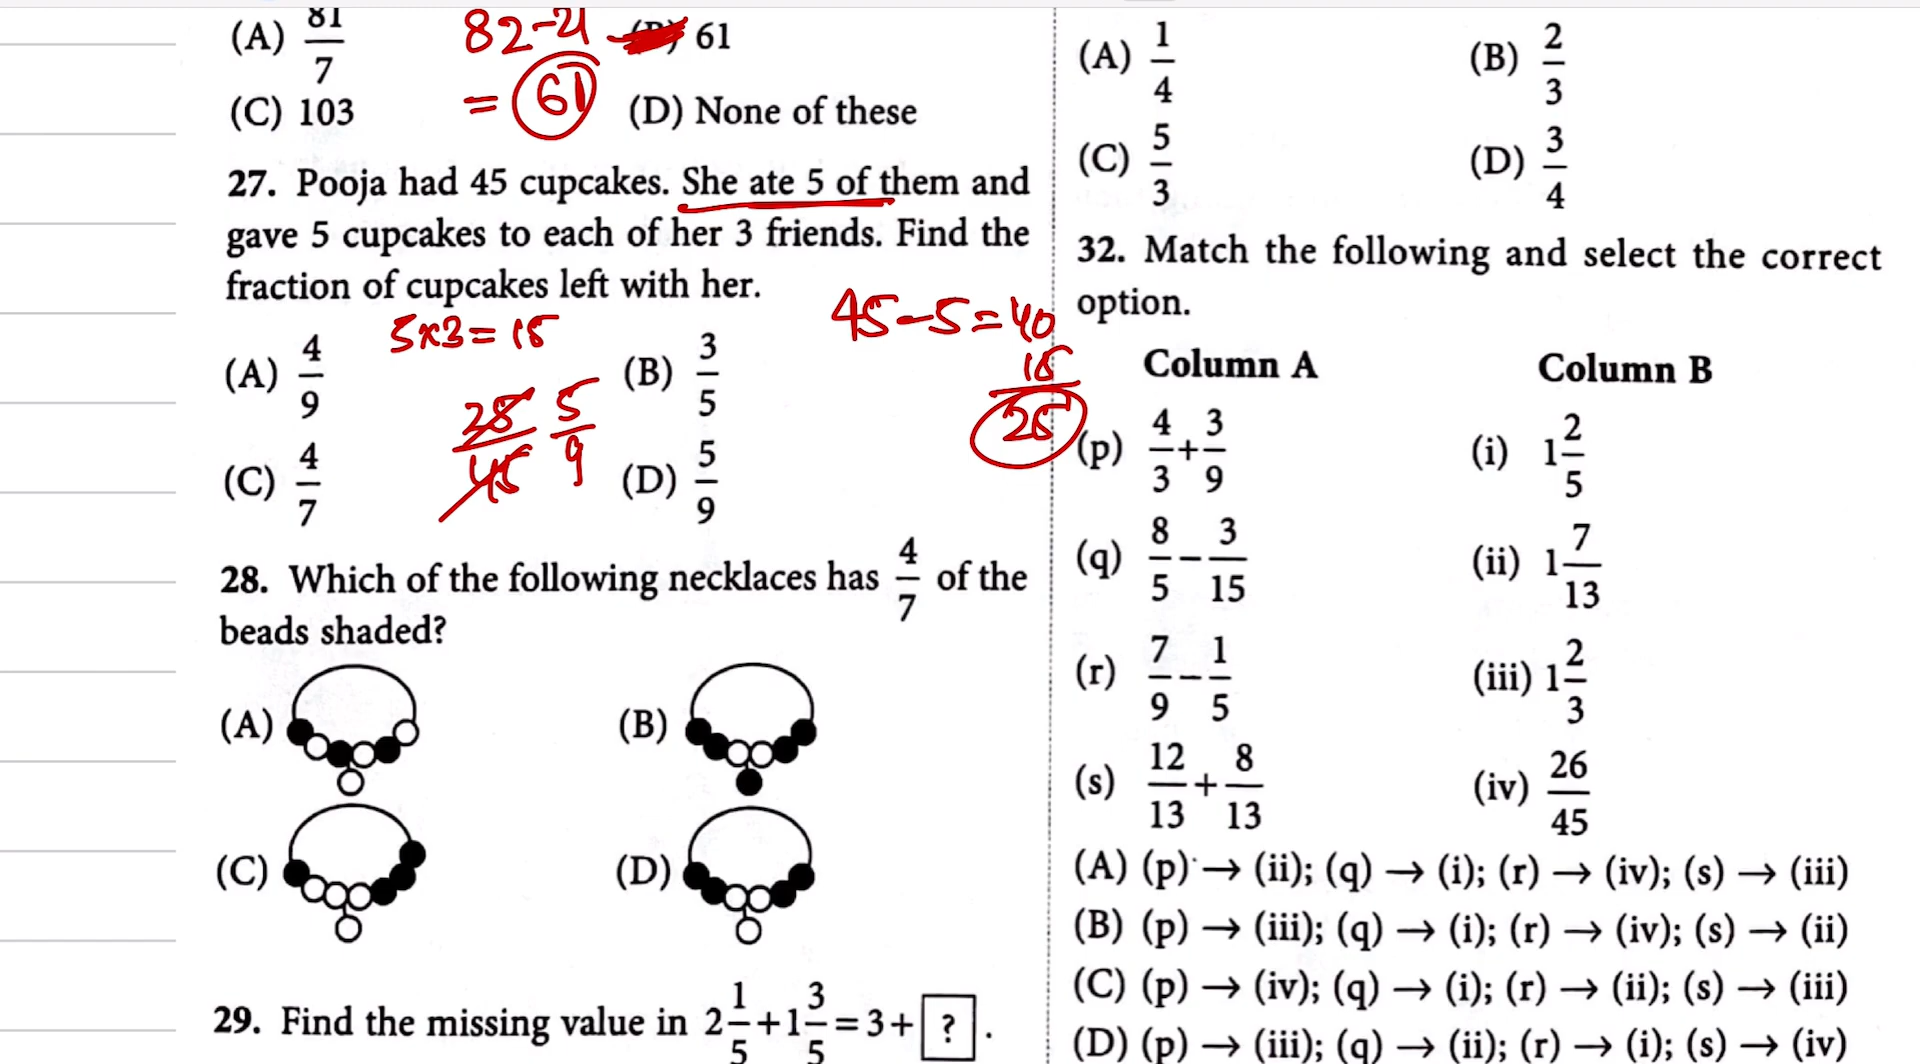 (A) 81/7
82-21
61
= 61
(C) 103
(D) None of these
27. Pooja had 45 cupcakes. She ate 5 of them and
gave 5 cupcakes to each of her 3 friends. Find the
fraction of cupcakes left with her.
5x3=15
45-5=40
15
25
(A) 4/9
(B) 3/5
25/45 5/9
(C) 4/7
(D) 5/9
28. Which of the following necklaces has 4/7 of the
beads shaded?
(A)
(B)
(C)
(D)
29. Find the missing value in 2 1/5 + 1 3/5 = 3 + ? .
(A) 1/4
(B) 2/3
(C) 5/3
(D) 3/4
32. Match the following and select the correct
option.
Column A Column B
(p) 4/3 + 3/9 (i) 1 2/5
(q) 8/5 − 3/15 (ii) 1 7/13
(r) 7/9 − 1/5 (iii) 1 2/3
(s) 12/13 + 8/13 (iv) 26/45
(A) (p) → (ii); (q) → (i); (r) → (iv); (s) → (iii)
(B) (p) → (iii); (q) → (i); (r) → (iv); (s) → (ii)
(C) (p) → (iv); (q) → (i); (r) → (ii); (s) → (iii)
(D) (p) → (iii); (q) → (ii); (r) → (i); (s) → (iv)